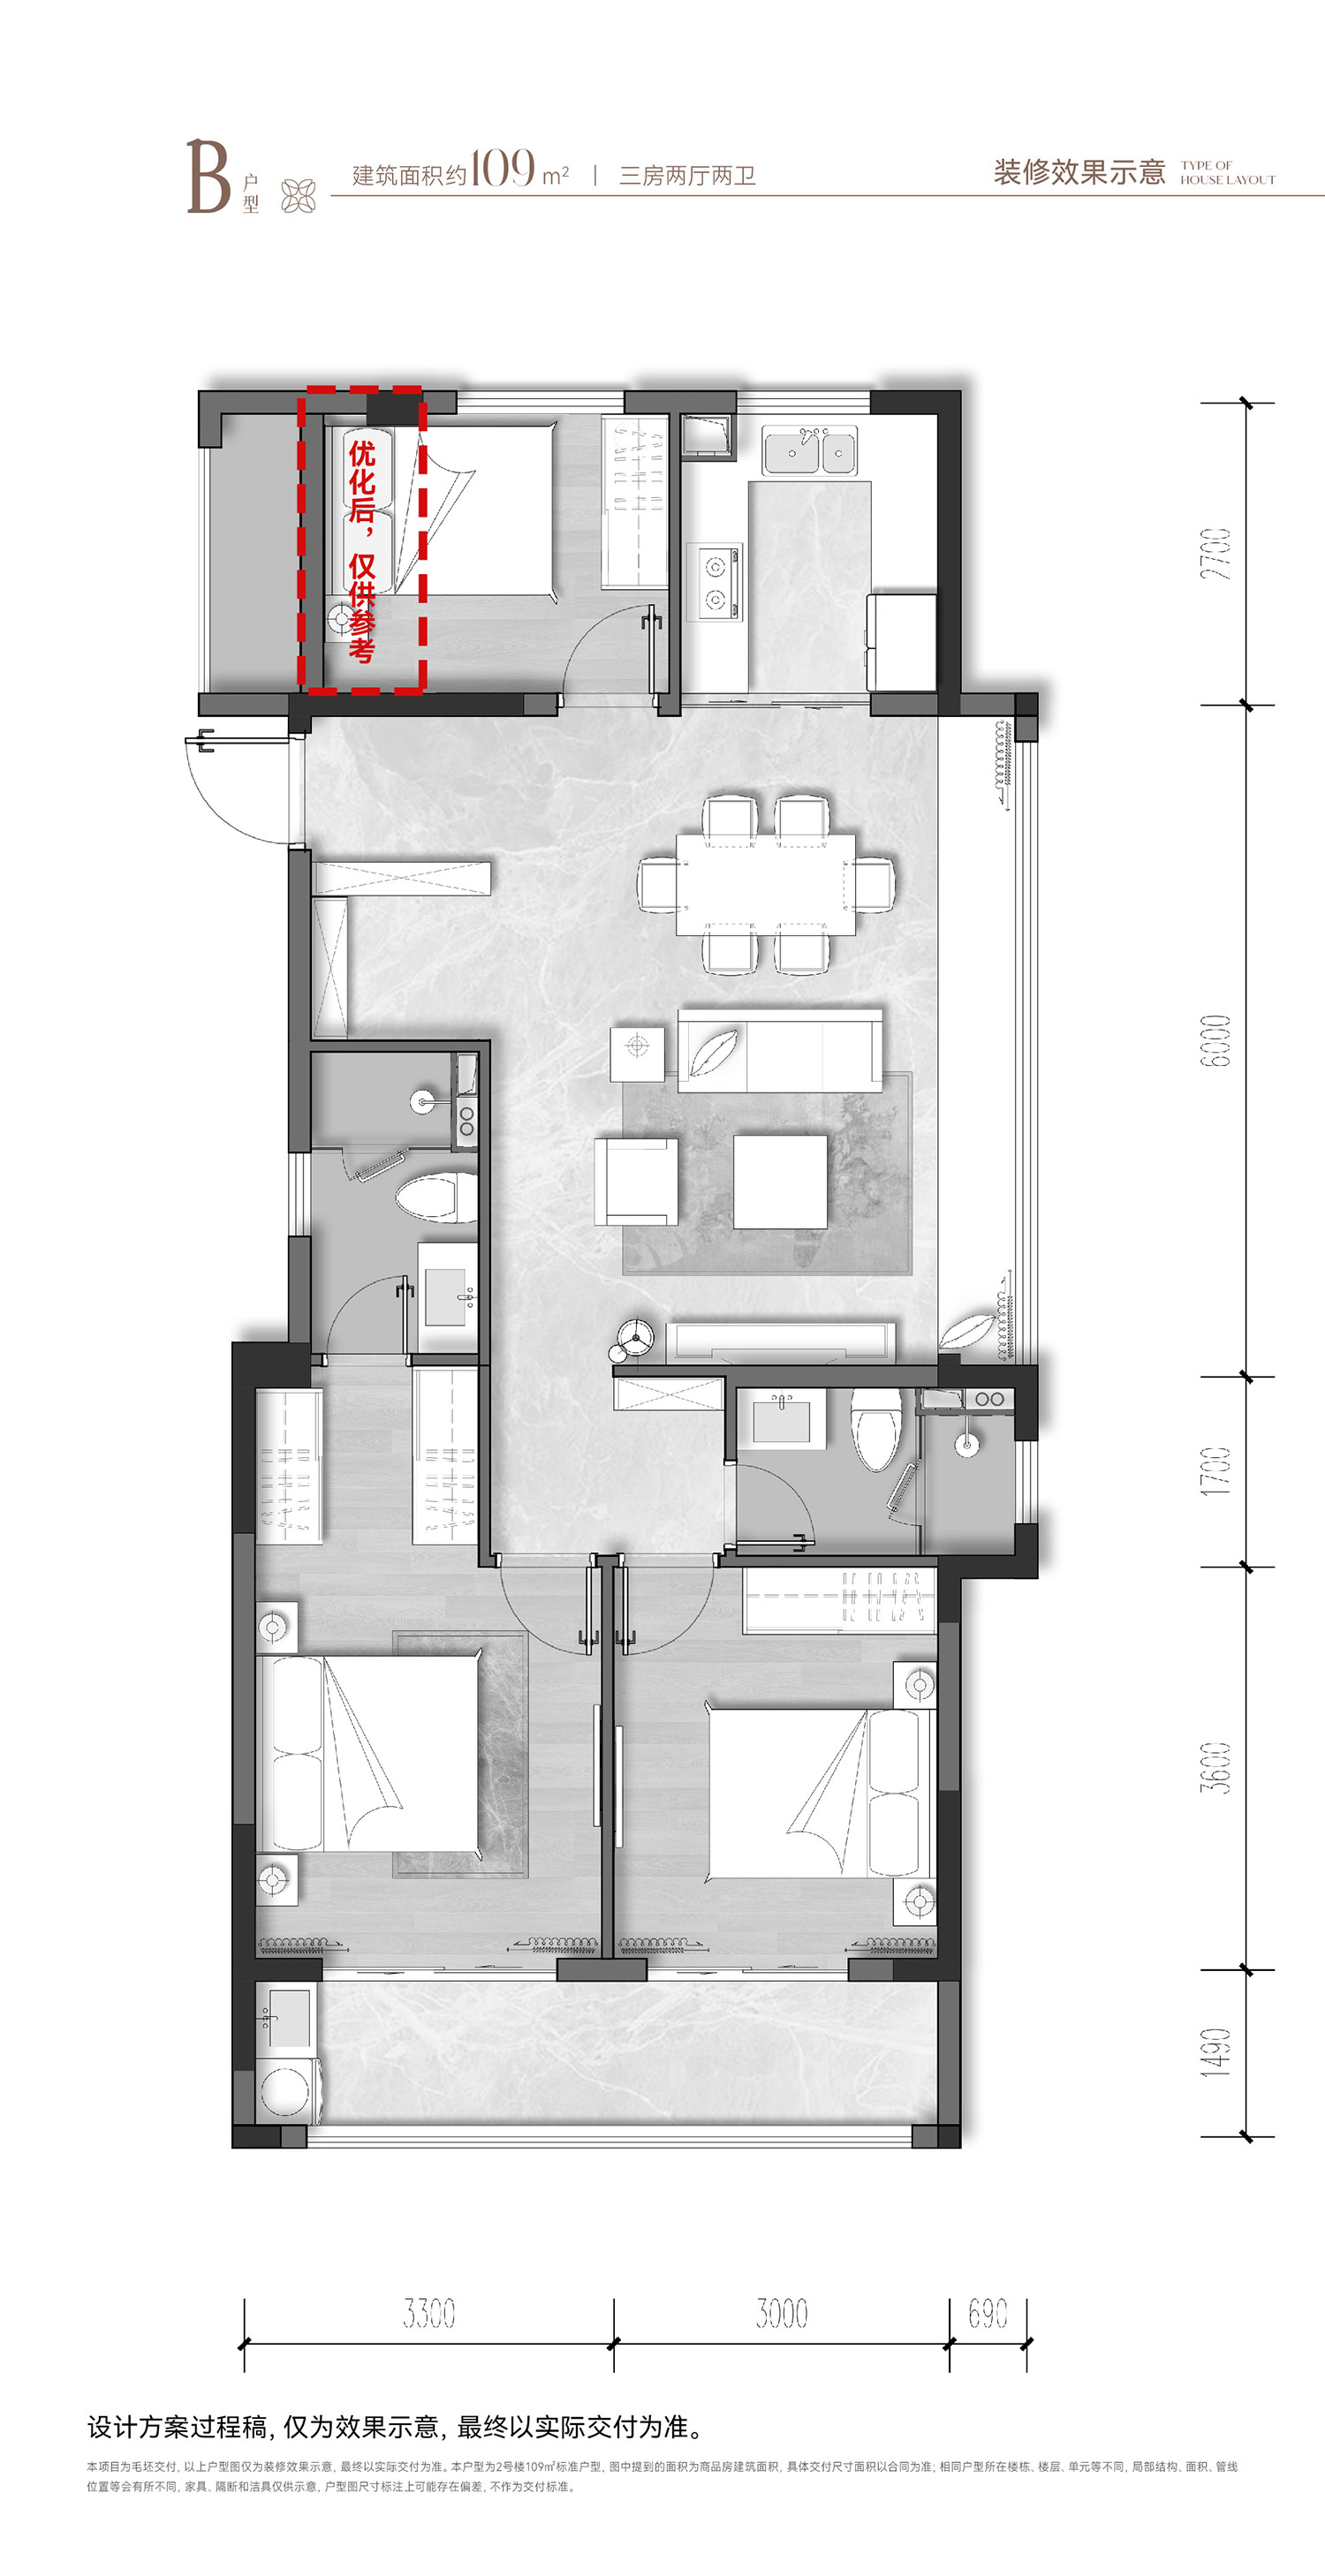 B户型 建筑面积约109m² | 三房两厅两卫
装修效果示意 TYPE OF
HOUSE LAYOUT
优化后，仅供参考
2700
6000
1700
3600
1490
3300 3000 690
设计方案过程稿，仅为效果示意，最终以实际交付为准。
本项目为毛坯交付，以上户型图仅为装修效果示意，最终以实际交付为准。本户型为2号楼109㎡标准户型，图中提到的面积为商品房建筑面积，具体交付尺寸面积以合同为准；相同户型所在楼栋、楼层、单元等不同，局部结构、面积、管线
位置等会有所不同，家具、隔断和洁具仅供示意，户型图尺寸标注上可能存在偏差，不作为交付标准。